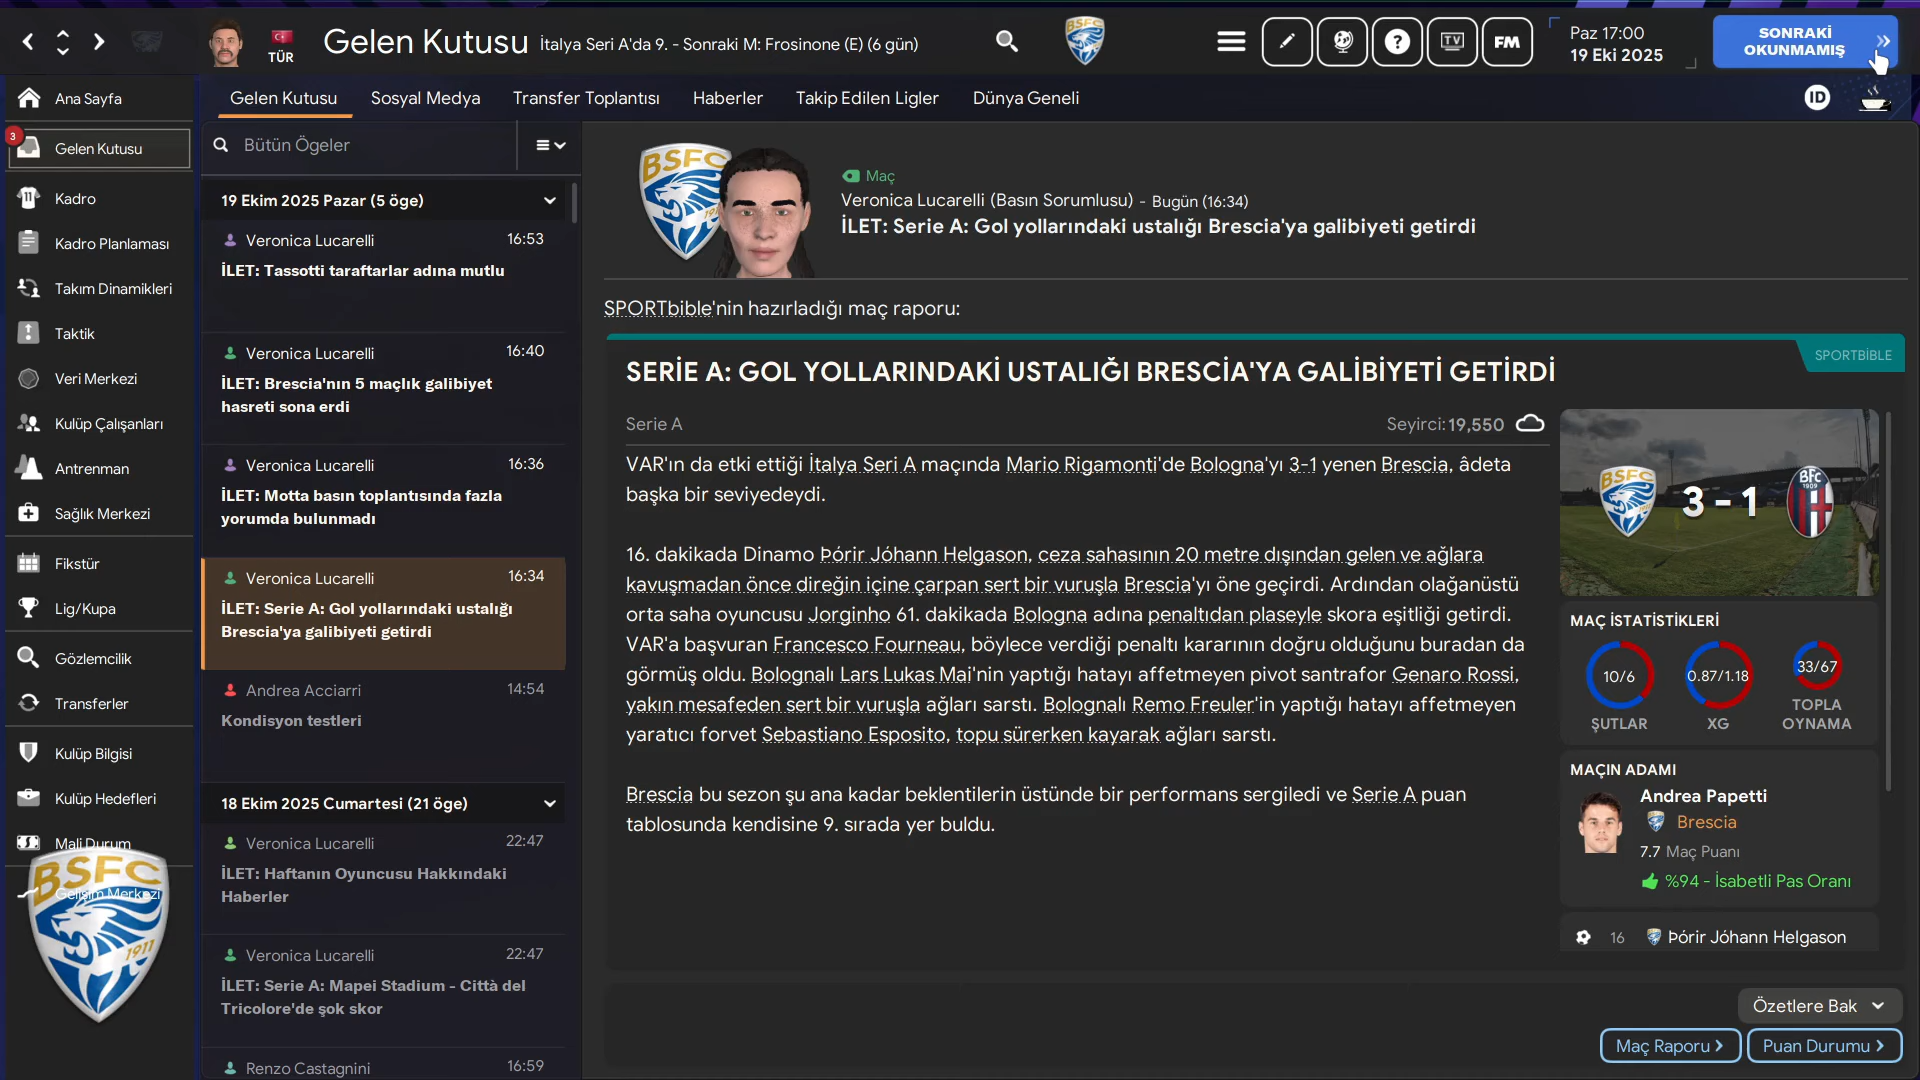 TÜR
Gelen Kutusu
İtalya Seri A'da 9. - Sonraki M: Frosinone (E) (6 gün)
TV
FM
Paz 17:00
19 Eki 2025
SONRAKİ
OKUNMAMIŞ
Ana Sayfa
3
Gelen Kutusu
Kadro
Kadro Planlaması
Takım Dinamikleri
Taktik
Veri Merkezi
Kulüp Çalışanları
Antrenman
Sağlık Merkezi
Fikstür
Lig/Kupa
Gözlemcilik
Transferler
Kulüp Bilgisi
Kulüp Hedefleri
Mali Durum
Gelişim Merkezi
BSFC
1911
Gelen Kutusu
Sosyal Medya
Transfer Toplantısı
Haberler
Takip Edilen Ligler
Dünya Geneli
ID
Bütün Ögeler
19 Ekim 2025 Pazar (5 öge)
Veronica Lucarelli 16:53
İLET: Tassotti taraftarlar adına mutlu
Veronica Lucarelli 16:40
İLET: Brescia'nın 5 maçlık galibiyet
hasreti sona erdi
Veronica Lucarelli 16:36
İLET: Motta basın toplantısında fazla
yorumda bulunmadı
Veronica Lucarelli 16:34
İLET: Serie A: Gol yollarındaki ustalığı
Brescia'ya galibiyeti getirdi
Andrea Acciarri 14:54
Kondisyon testleri
18 Ekim 2025 Cumartesi (21 öge)
Veronica Lucarelli 22:47
İLET: Haftanın Oyuncusu Hakkındaki
Haberler
Veronica Lucarelli 22:47
İLET: Serie A: Mapei Stadium - Città del
Tricolore'de şok skor
Renzo Castagnini 16:59
BSFC
Maç
Veronica Lucarelli (Basın Sorumlusu) - Bugün (16:34)
İLET: Serie A: Gol yollarındaki ustalığı Brescia'ya galibiyeti getirdi
SPORTbible'nin hazırladığı maç raporu:
SPORTBİBLE
SERİE A: GOL YOLLARINDAKİ USTALIĞI BRESCİA'YA GALİBİYETİ GETİRDİ
Serie A
Seyirci: 19,550
VAR'ın da etki ettiği İtalya Seri A maçında Mario Rigamonti'de Bologna'yı 3-1 yenen Brescia, âdeta
başka bir seviyedeydi.
16. dakikada Dinamo Þórir Jóhann Helgason, ceza sahasının 20 metre dışından gelen ve ağlara
kavuşmadan önce direğin içine çarpan sert bir vuruşla Brescia'yı öne geçirdi. Ardından olağanüstü
orta saha oyuncusu Jorginho 61. dakikada Bologna adına penaltıdan plaseyle skora eşitliği getirdi.
VAR'a başvuran Francesco Fourneau, böylece verdiği penaltı kararının doğru olduğunu buradan da
görmüş oldu. Bolognalı Lars Lukas Mai'nin yaptığı hatayı affetmeyen pivot santrafor Genaro Rossi,
yakın mesafeden sert bir vuruşla ağları sarstı. Bolognalı Remo Freuler'in yaptığı hatayı affetmeyen
yaratıcı forvet Sebastiano Esposito, topu sürerken kayarak ağları sarstı.
Brescia bu sezon şu ana kadar beklentilerin üstünde bir performans sergiledi ve Serie A puan
tablosunda kendisine 9. sırada yer buldu.
BSFC
3 - 1
BFC
1909
MAÇ İSTATİSTİKLERİ
10/6
0.87/1.18
33/67
ŞUTLAR
XG
TOPLA
OYNAMA
MAÇIN ADAMI
Andrea Papetti
Brescia
7.7 Maç Puanı
%94 - İsabetli Pas Oranı
16 Þórir Jóhann Helgason
Özetlere Bak
Maç Raporu
Puan Durumu